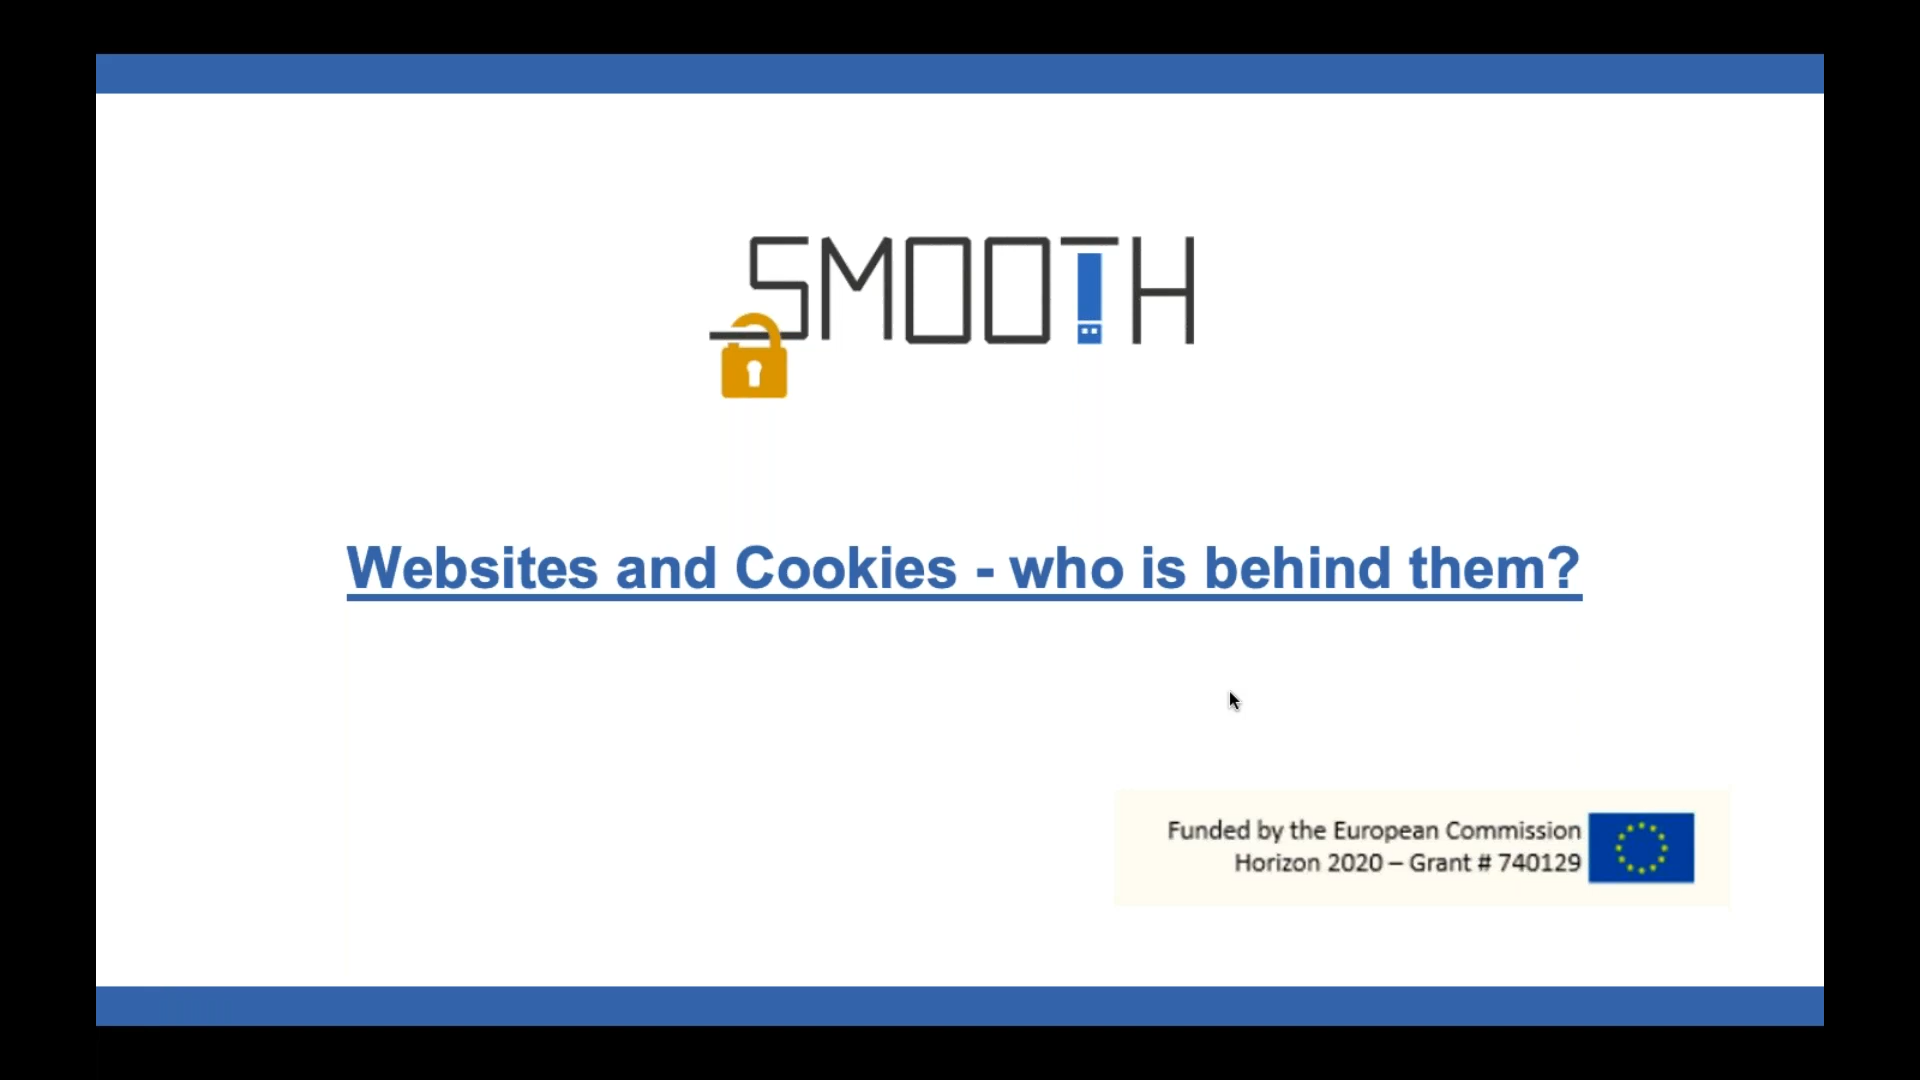 SMOOTH
Websites and Cookies - who is behind them?
Funded by the European Commission
Horizon 2020 – Grant # 740129